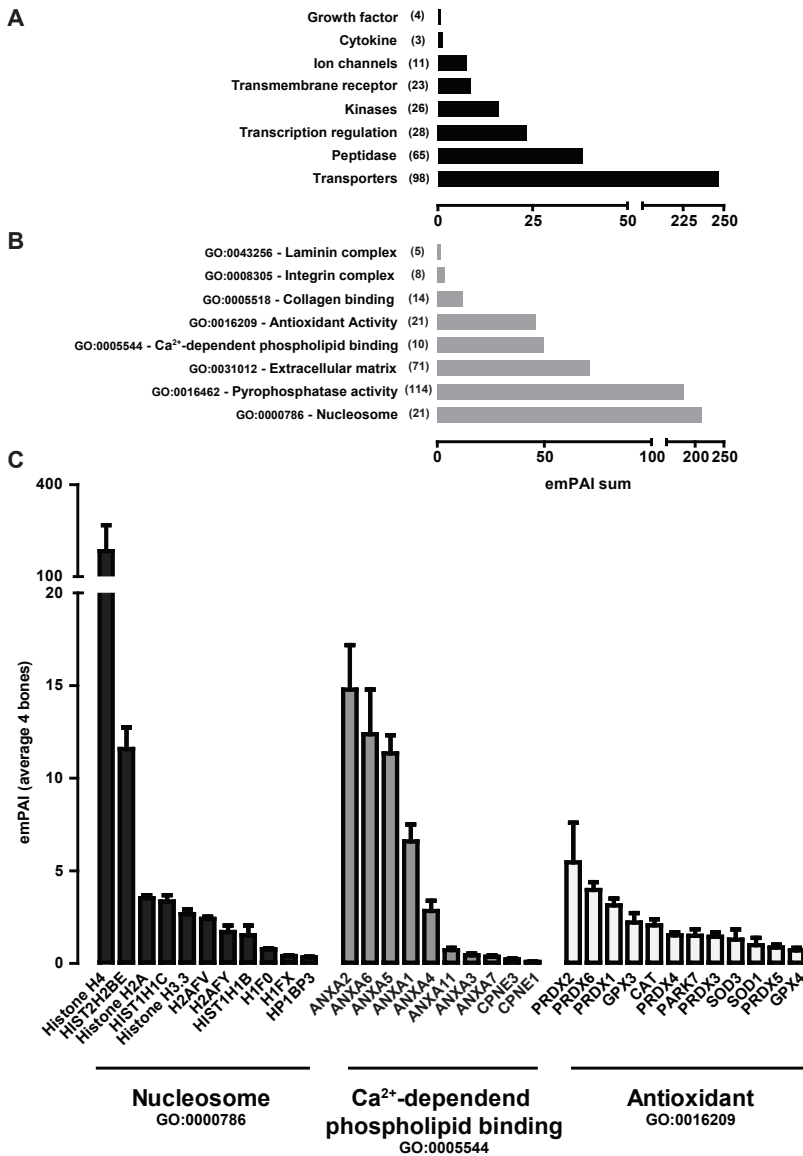 A
Growth factor (4)
Cytokine (3)
Ion channels (11)
Transmembrane receptor (23)
Kinases (26)
Transcription regulation (28)
Peptidase (65)
Transporters (98)
0 25 50 225 250
B
GO:0043256 - Laminin complex (5)
GO:0008305 - Integrin complex (8)
GO:0005518 - Collagen binding (14)
GO:0016209 - Antioxidant Activity (21)
GO:0005544 - Ca²⁺-dependent phospholipid binding (10)
GO:0031012 - Extracellular matrix (71)
GO:0016462 - Pyrophosphatase activity (114)
GO:0000786 - Nucleosome (21)
0 50 100 200 250
emPAI sum
C
400
100
20
15
10
5
0
emPAI (average 4 bones)
Histone H4
HIST2H2BE
Histone H2A
HIST1H1C
Histone H3.3
H2AFV
H2AFY
HIST1H1B
H1F0
H1FX
HP1BP3
ANXA2
ANXA6
ANXA5
ANXA1
ANXA4
ANXA11
ANXA3
ANXA7
CPNE3
CPNE1
PRDX2
PRDX6
PRDX1
GPX3
CAT
PRDX4
PARK7
PRDX3
SOD3
SOD1
PRDX5
GPX4
Nucleosome
GO:0000786
Ca²⁺-dependend
phospholipid binding
GO:0005544
Antioxidant
GO:0016209